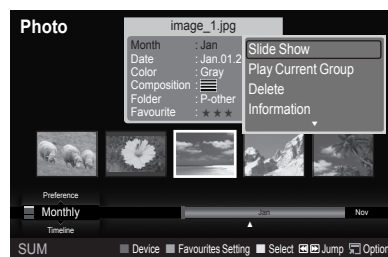 Photo
image_1.jpg
Month : Jan
Date : Jan.01.2
Color : Gray
Composition :
Folder : P-other
Favourite : ★ ★ ★
Slide Show
Play Current Group
Delete
Information
Preference
Monthly
Timeline
Jan
Nov
SUM
Device
Favourites Setting
Select
Jump
Option